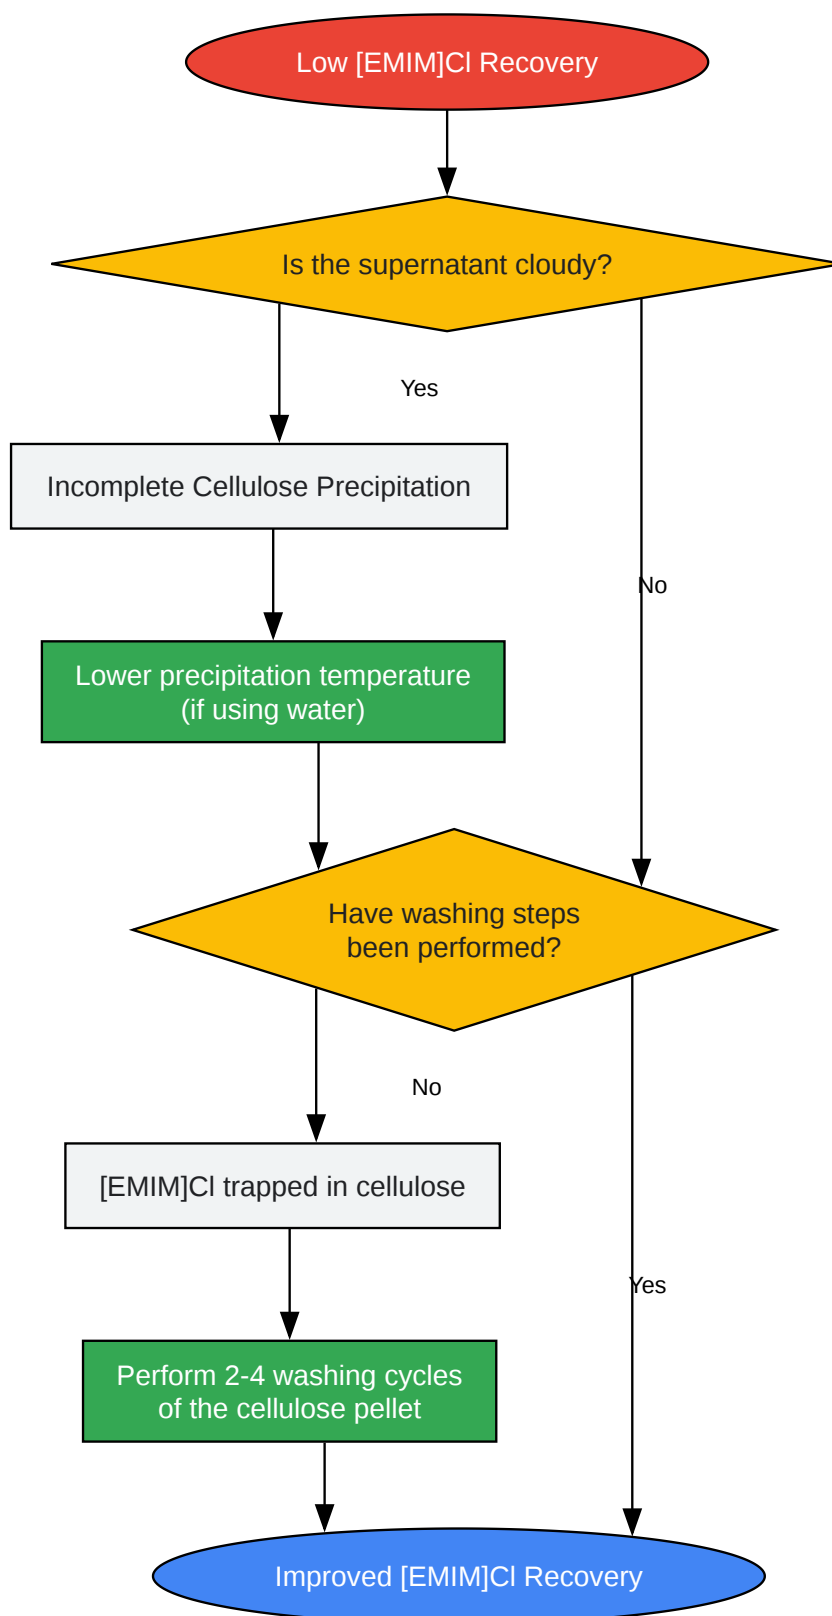 Low [EMIM]Cl Recovery
Is the supernatant cloudy?
Yes
Incomplete Cellulose Precipitation
No
Lower precipitation temperature
(if using water)
Have washing steps
been performed?
No
[EMIM]Cl trapped in cellulose
Yes
Perform 2-4 washing cycles
of the cellulose pellet
Improved [EMIM]Cl Recovery